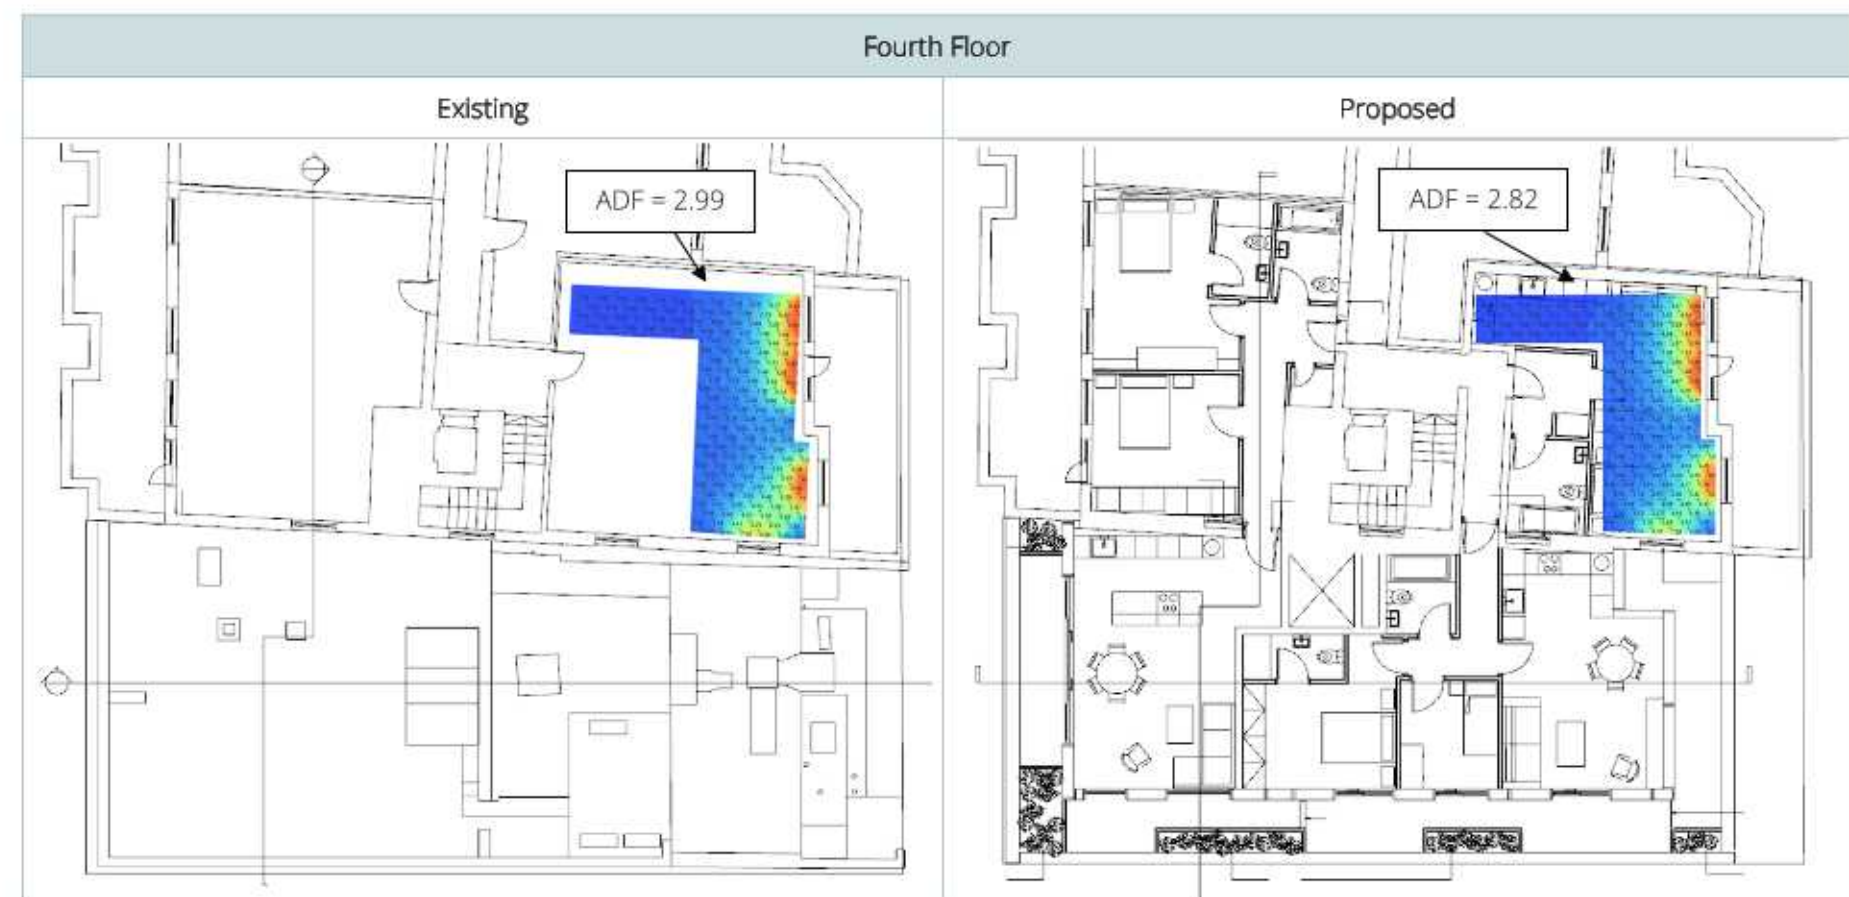 Fourth Floor
Existing
Proposed
ADF = 2.99
ADF = 2.82